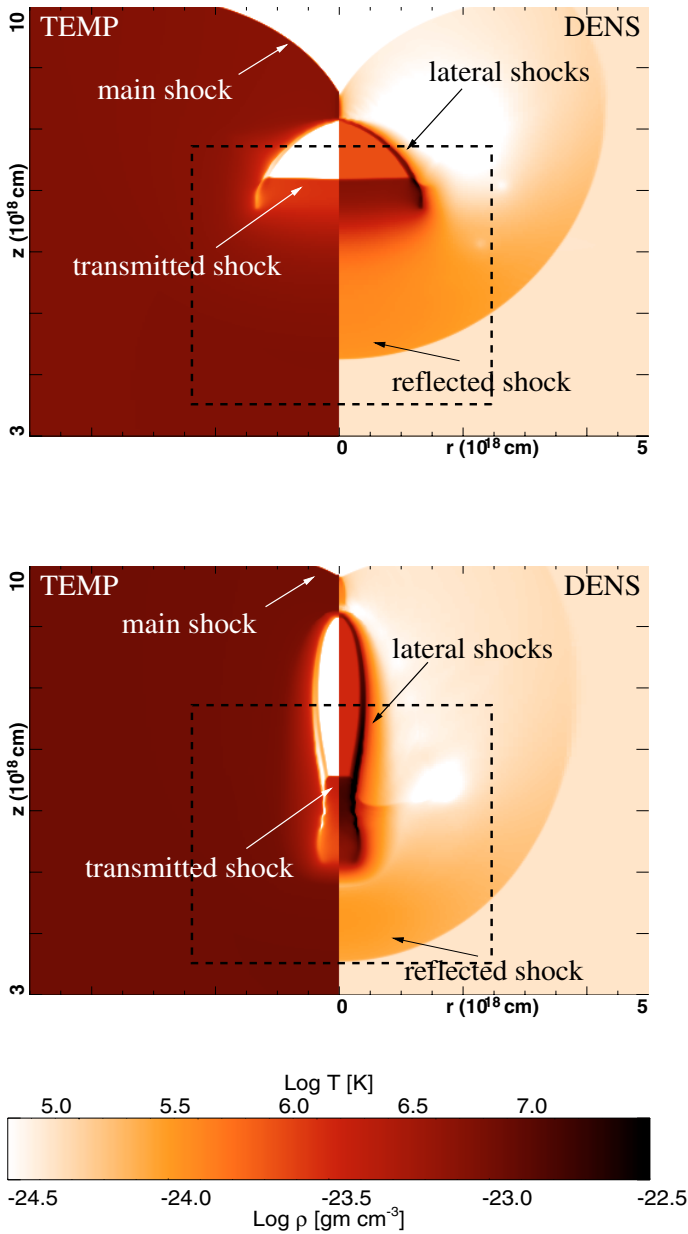 TEMP DENS
main shock
lateral shocks
transmitted shock
reflected shock
10
z (10¹⁸ cm)
3
0 r (10¹⁸ cm) 5
TEMP DENS
main shock
lateral shocks
transmitted shock
reflected shock
10
z (10¹⁸ cm)
3
0 r (10¹⁸ cm) 5
Log T [K]
5.0 5.5 6.0 6.5 7.0
-24.5 -24.0 -23.5 -23.0 -22.5
Log ρ [gm cm⁻³]